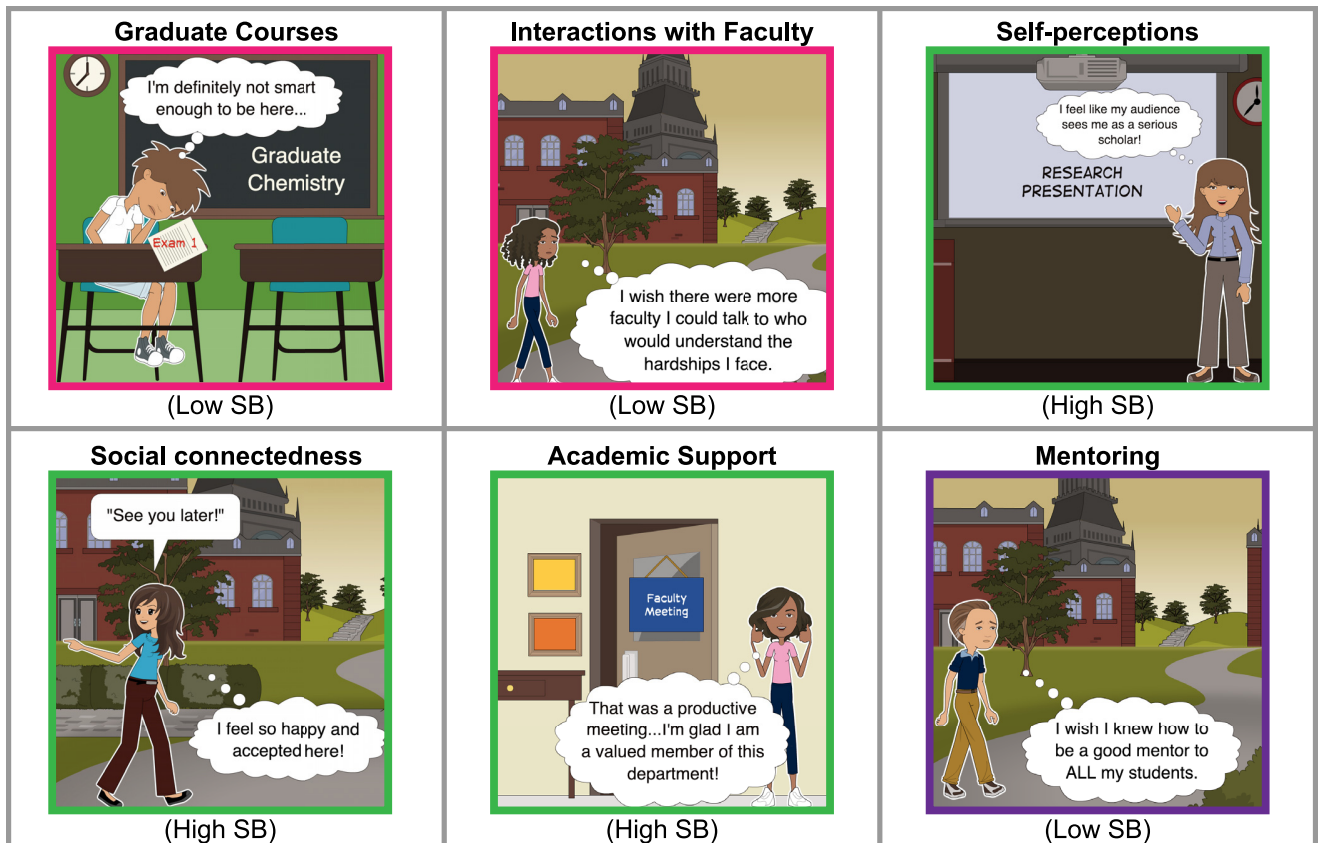 Graduate Courses
I'm definitely not smart
enough to be here...
Graduate
Chemistry
Exam 1
(Low SB)
Interactions with Faculty
I wish there were more
faculty I could talk to who
would understand the
hardships I face.
(Low SB)
Self-perceptions
I feel like my audience
sees me as a serious
scholar!
RESEARCH
PRESENTATION
(High SB)
Social connectedness
"See you later!"
I feel so happy and
accepted here!
(High SB)
Academic Support
Faculty
Meeting
That was a productive
meeting...I'm glad I am
a valued member of this
department!
(High SB)
Mentoring
I wish I knew how to
be a good mentor to
ALL my students.
(Low SB)